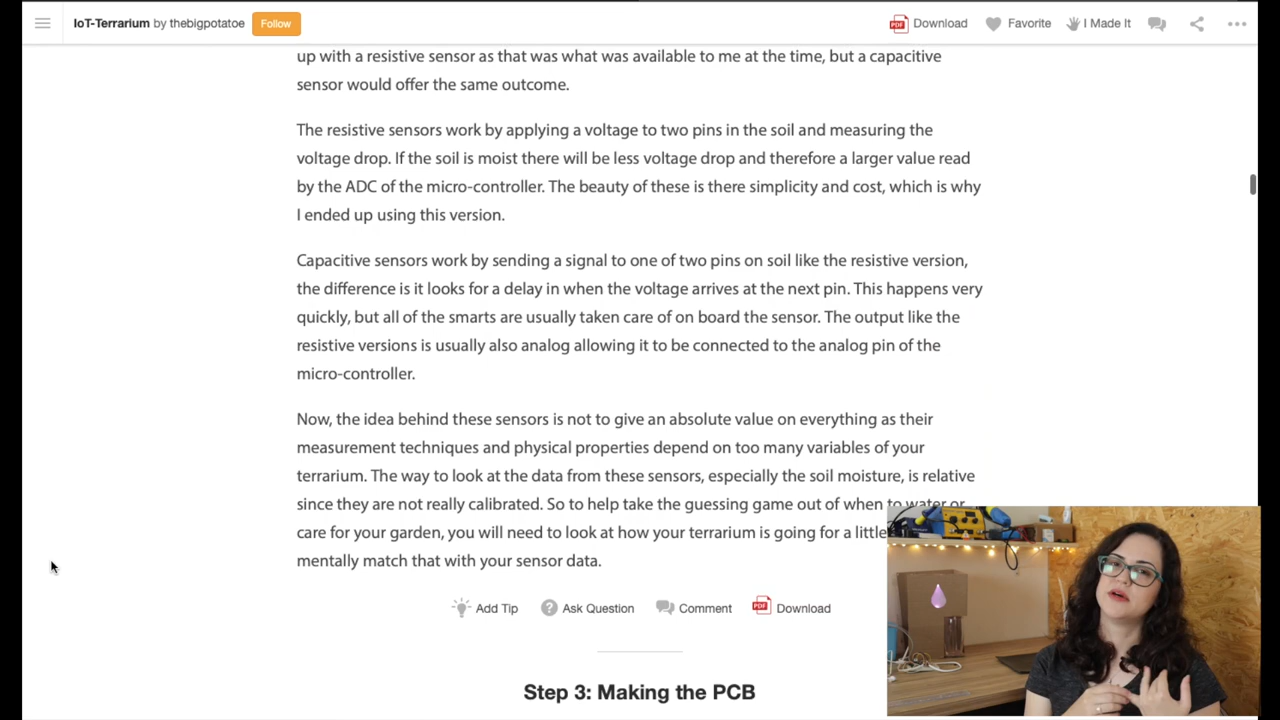 IoT-Terrarium by thebigpotatoe Follow Download Favorite I Made It
up with a resistive sensor as that was what was available to me at the time, but a capacitive
sensor would offer the same outcome.
The resistive sensors work by applying a voltage to two pins in the soil and measuring the
voltage drop. If the soil is moist there will be less voltage drop and therefore a larger value read
by the ADC of the micro-controller. The beauty of these is there simplicity and cost, which is why
I ended up using this version.
Capacitive sensors work by sending a signal to one of two pins on soil like the resistive version,
the difference is it looks for a delay in when the voltage arrives at the next pin. This happens very
quickly, but all of the smarts are usually taken care of on board the sensor. The output like the
resistive versions is usually also analog allowing it to be connected to the analog pin of the
micro-controller.
Now, the idea behind these sensors is not to give an absolute value on everything as their
measurement techniques and physical properties depend on too many variables of your
terrarium. The way to look at the data from these sensors, especially the soil moisture, is relative
since they are not really calibrated. So to help take the guessing game out of when to water or
care for your garden, you will need to look at how your terrarium is going for a little
mentally match that with your sensor data.
Add Tip Ask Question Comment PDF Download
Step 3: Making the PCB